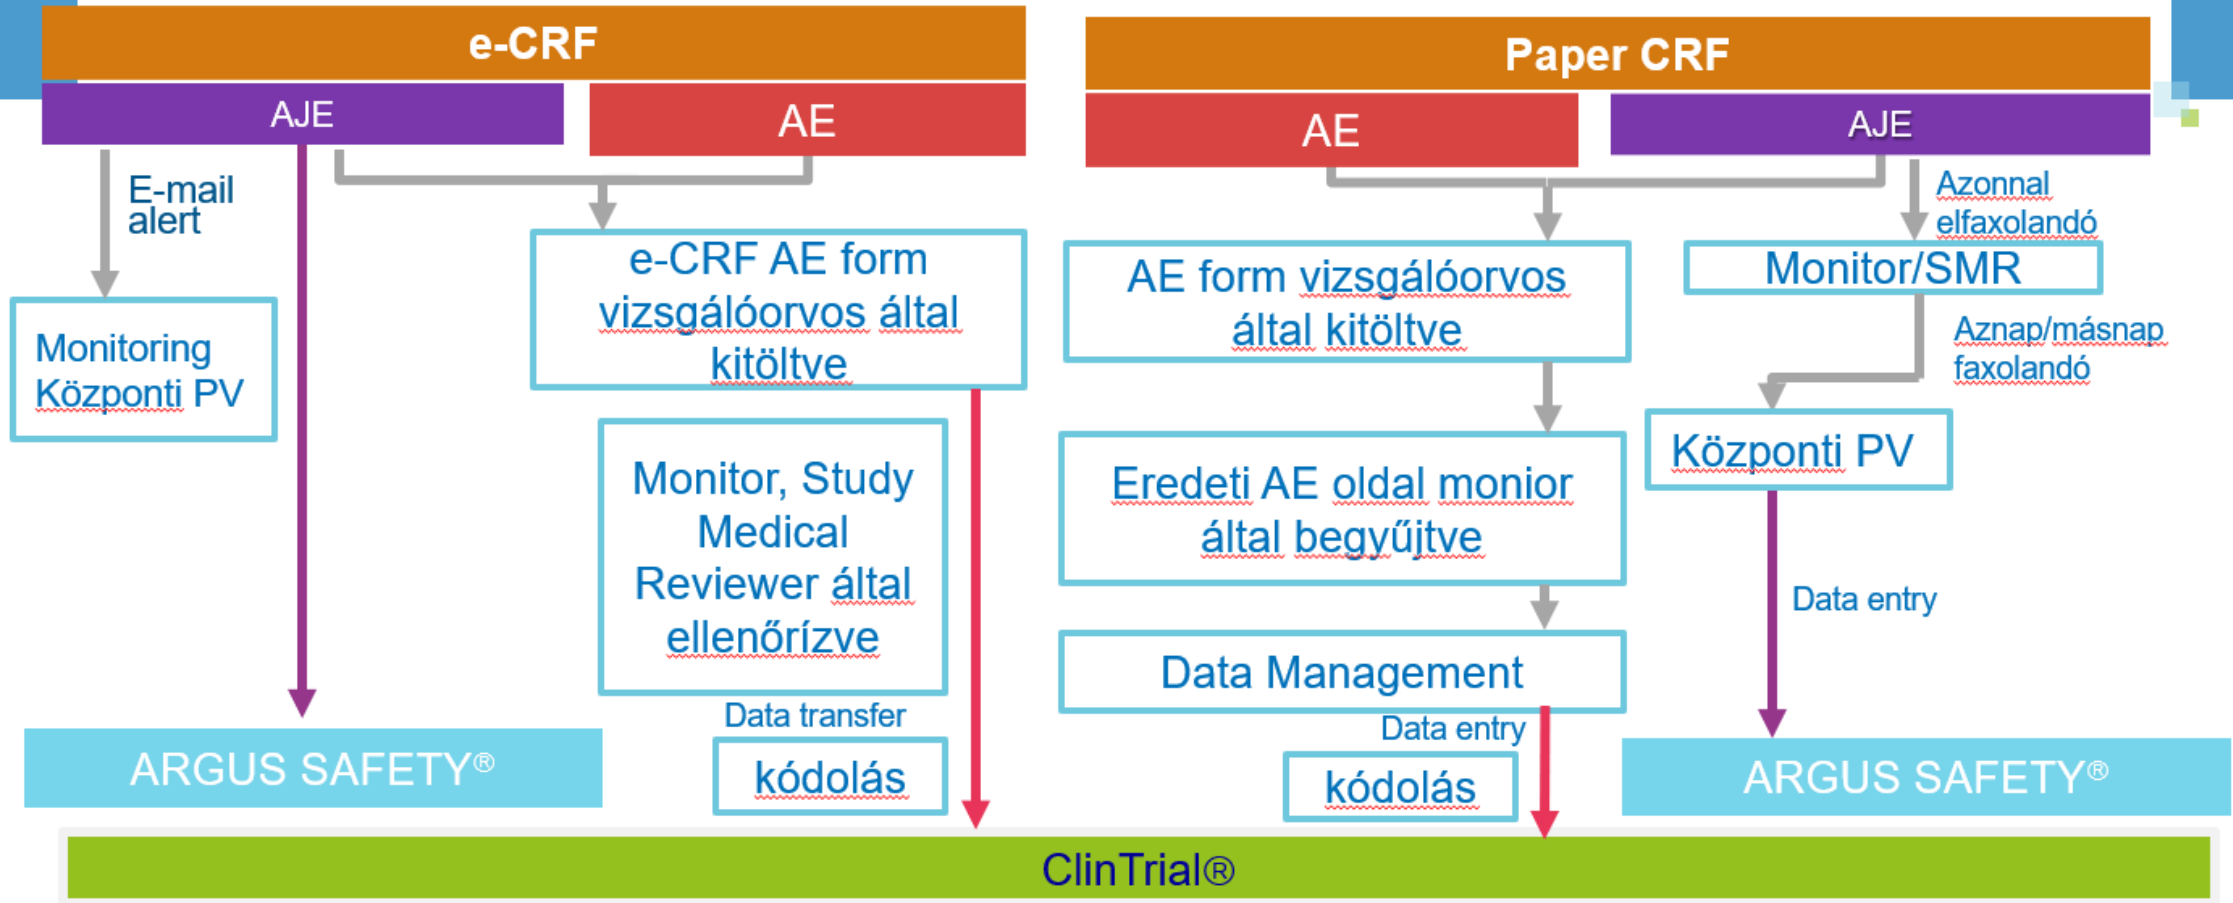 e-CRF
AJE
AE
E-mail
alert
Monitoring
Központi PV
e-CRF AE form
vizsgálóorvos által
kitöltve
Monitor, Study
Medical
Reviewer által
ellenőrízve
Data transfer
kódolás
ARGUS SAFETY®
Paper CRF
AE
AJE
Azonnal
elfaxolandó
AE form vizsgálóorvos
által kitöltve
Monitor/SMR
Aznap/másnap
faxolandó
Központi PV
Eredeti AE oldal monior
által begyűjtve
Data Management
Data entry
Data entry
kódolás
ARGUS SAFETY®
ClinTrial®